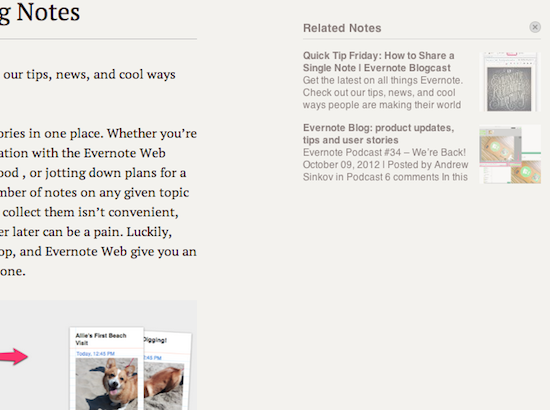 g Notes
our tips, news, and cool ways
ories in one place. Whether you're
ation with the Evernote Web
ood , or jotting down plans for a
mber of notes on any given topic
collect them isn't convenient,
er later can be a pain. Luckily,
op, and Evernote Web give you an
one.
Allie's First Beach
Visit
Today, 12:46 PM
Digging!
12:45 PM
Related Notes
Quick Tip Friday: How to Share a
Single Note | Evernote Blogcast
Get the latest on all things Evernote.
Check out our tips, news, and cool
ways people are making their world
Evernote Blog: product updates,
tips and user stories
Evernote Podcast #34 – We're Back!
October 09, 2012 | Posted by Andrew
Sinkov in Podcast 6 comments In this